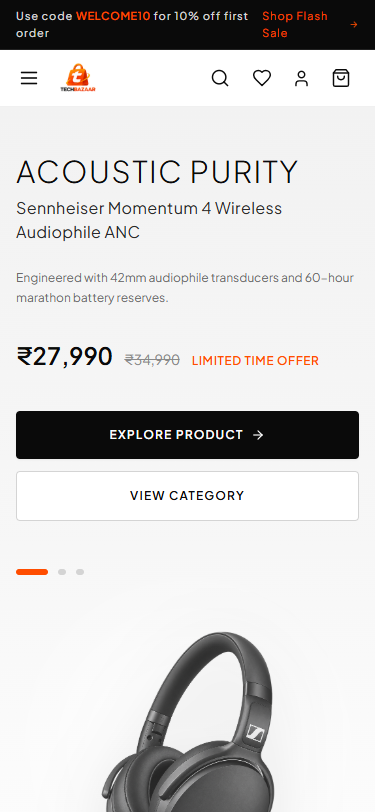 Use code WELCOME10 for 10% off first order
Shop Flash Sale →
TECHBAZAAR
ACOUSTIC PURITY
Sennheiser Momentum 4 Wireless
Audiophile ANC
Engineered with 42mm audiophile transducers and 60-hour
marathon battery reserves.
₹27,990 ₹34,990 LIMITED TIME OFFER
EXPLORE PRODUCT →
VIEW CATEGORY